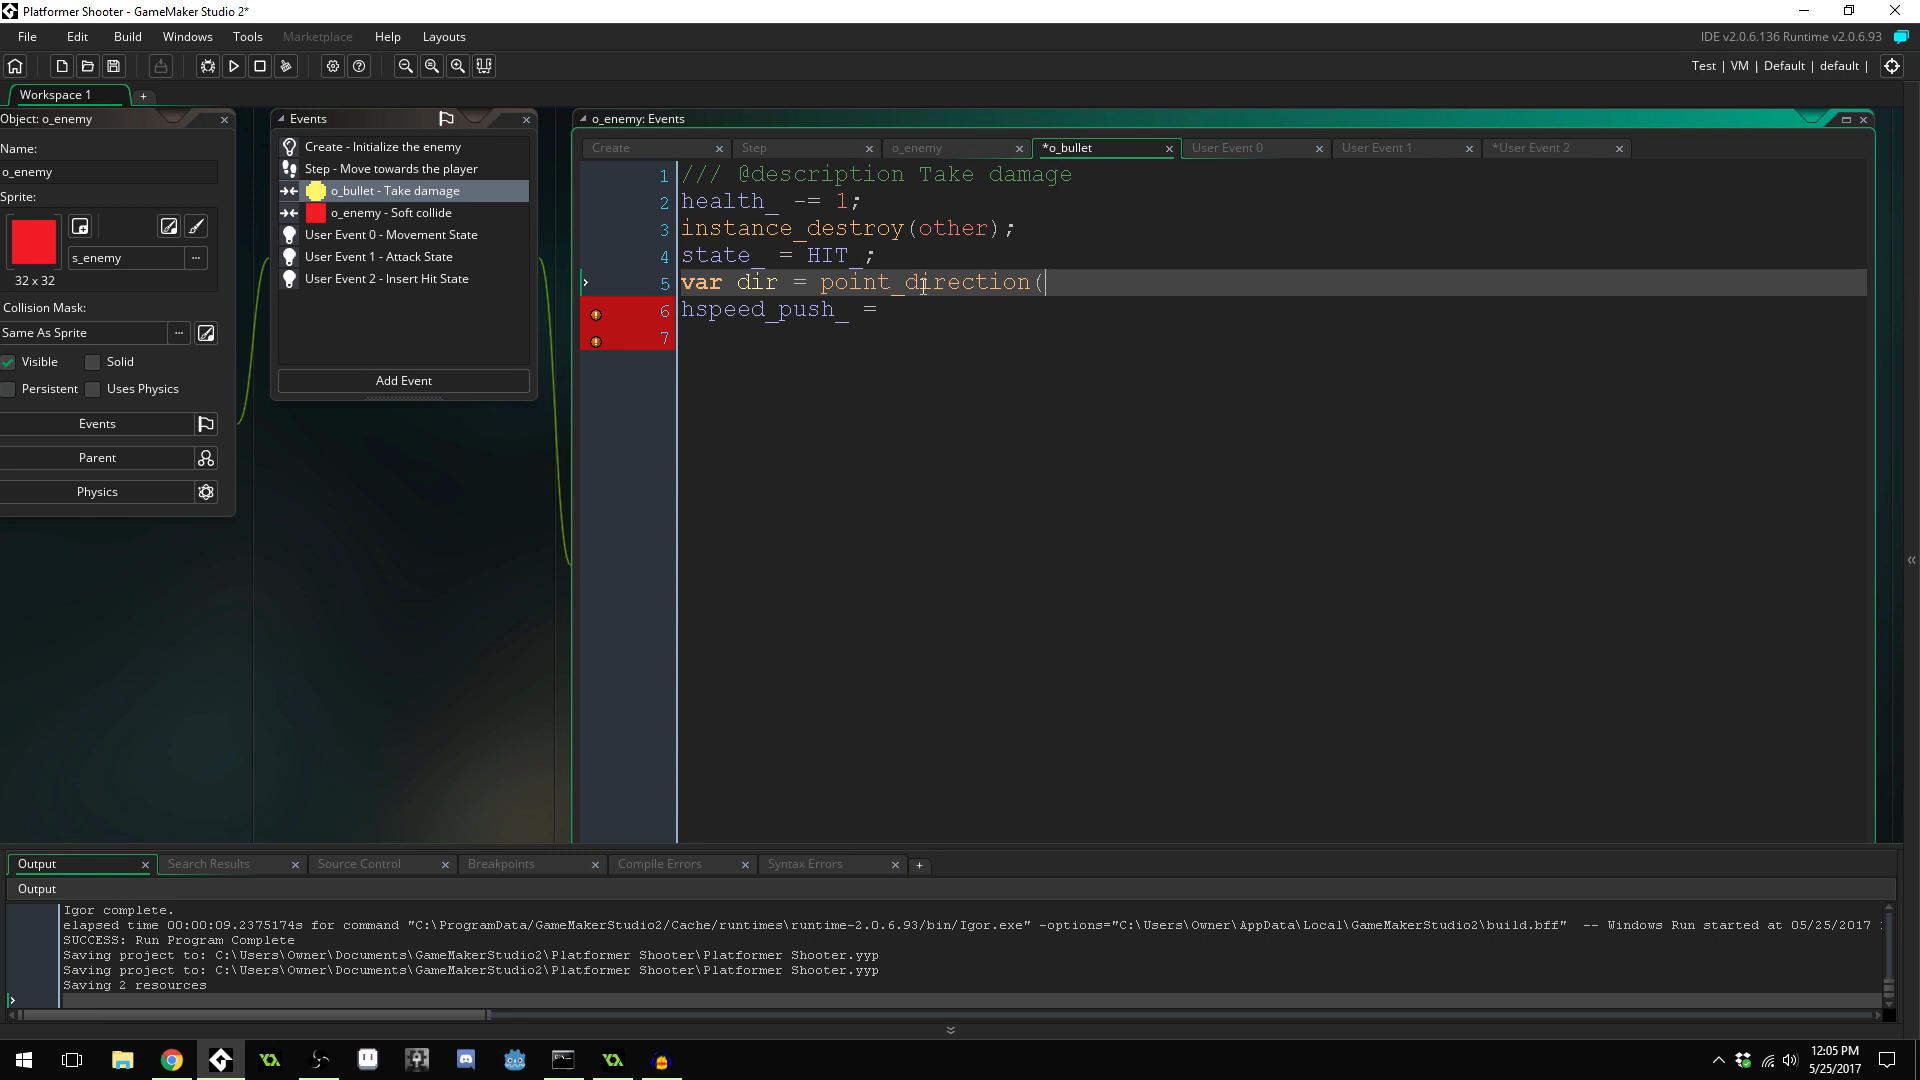 Platformer Shooter - GameMaker Studio 2*
File Edit Build Windows Tools Marketplace Help Layouts
IDE v2.0.6.136 Runtime v2.0.6.93
Test | VM | Default | default |
Workspace 1
Object: o_enemy
Name:
o_enemy
Sprite:
s_enemy
32 x 32
Collision Mask:
Same As Sprite
Visible Solid
Persistent Uses Physics
Events
Parent
Physics
Events
Create - Initialize the enemy
Step - Move towards the player
o_bullet - Take damage
o_enemy - Soft collide
User Event 0 - Movement State
User Event 1 - Attack State
User Event 2 - Insert Hit State
Add Event
o_enemy: Events
Create Step o_enemy *o_bullet User Event 0 User Event 1 *User Event 2
1 /// @description Take damage
2 health_ -= 1;
3 instance_destroy(other);
4 state_ = HIT_;
5 var dir = point_direction(
6 hspeed_push_ =
7
Output Search Results Source Control Breakpoints Compile Errors Syntax Errors
Output
Igor complete.
elapsed time 00:00:09.2375174s for command "C:\ProgramData/GameMakerStudio2/Cache/runtimes\runtime-2.0.6.93/bin/Igor.exe" -options="C:\Users\Owner\AppData\Local\GameMakerStudio2\build.bff" -- Windows Run started at 05/25/2017
SUCCESS: Run Program Complete
Saving project to: C:\Users\Owner\Documents\GameMakerStudio2\Platformer Shooter\Platformer Shooter.yyp
Saving project to: C:\Users\Owner\Documents\GameMakerStudio2\Platformer Shooter\Platformer Shooter.yyp
Saving 2 resources
12:05 PM
5/25/2017